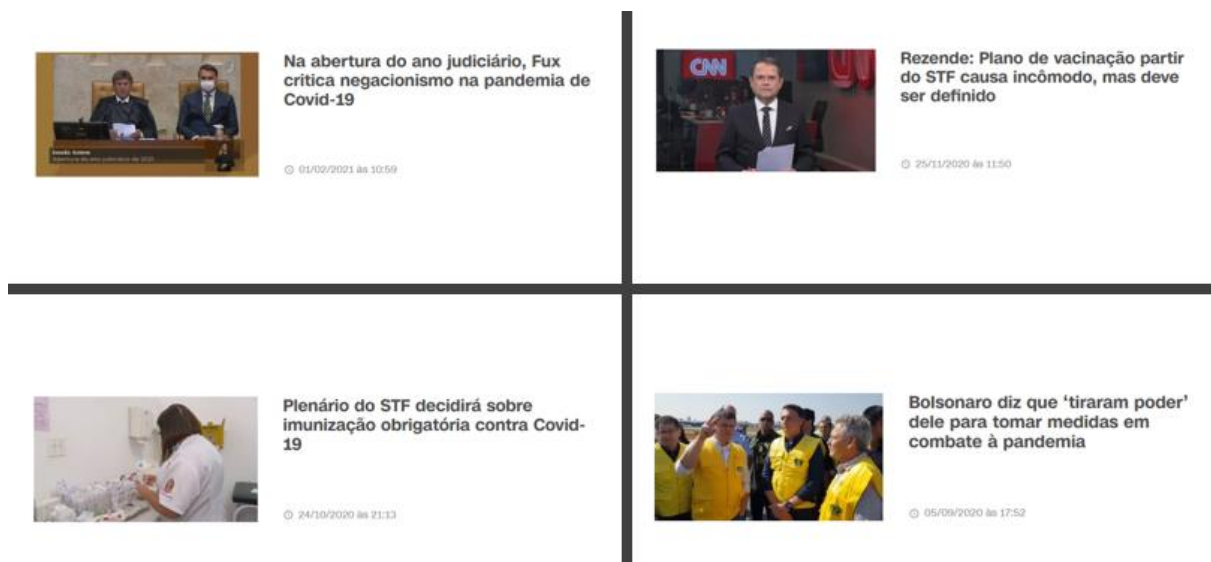 Na abertura do ano judiciário, Fux
critica negacionismo na pandemia de
Covid-19
01/02/2021 às 10:59
CNN
Rezende: Plano de vacinação partir
do STF causa incômodo, mas deve
ser definido
25/11/2020 às 11:50
Plenário do STF decidirá sobre
imunização obrigatória contra Covid-
19
24/10/2020 às 21:13
Bolsonaro diz que ‘tiraram poder’
dele para tomar medidas em
combate à pandemia
05/09/2020 às 17:52